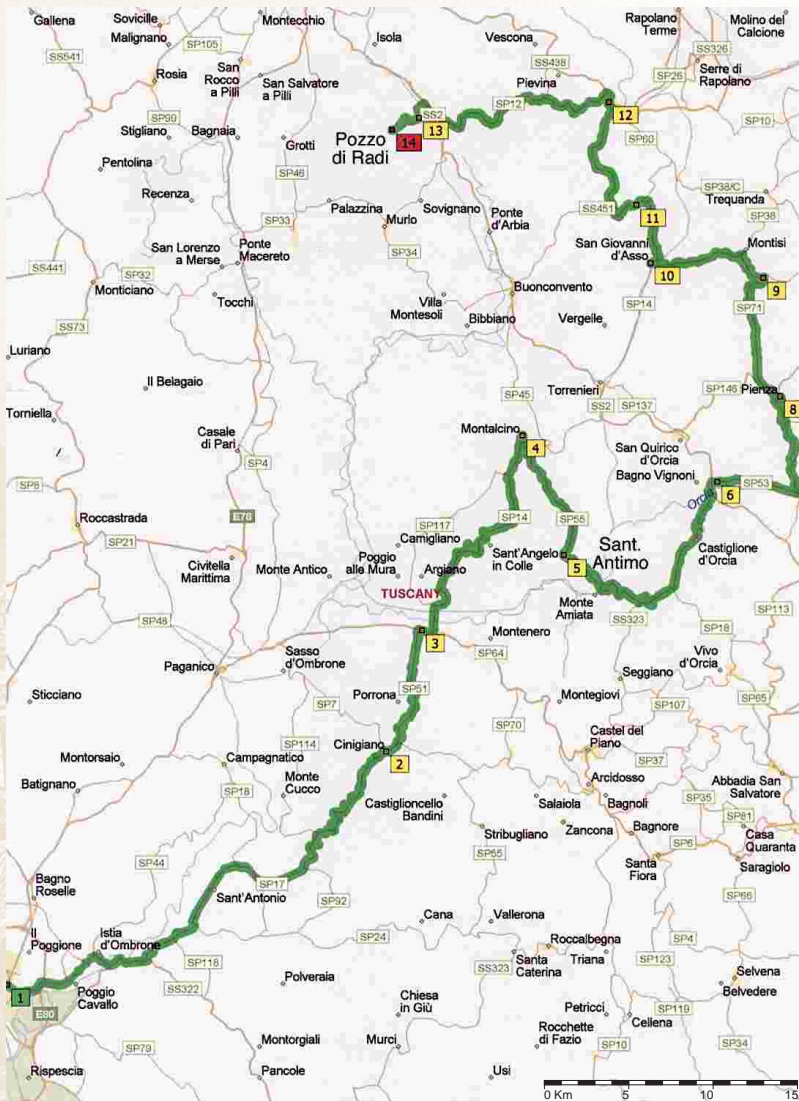 Gallena
Soviciile
Malignano
Montecchio
Isola
Vescona
Rapolano
Terme
Molino del
Calcione
SP105
SS541
Rosia
San
Rocco
a Pilli
San Salvatore
a Pilli
SS438
Pievina
SS326
SP26
Serre di
Rapolano
SP99
Stigliano
Bagnaia
Grotti
SS2
13
SP12
12
SP10
Pozzo
di Radi
14
SP60
Pentolina
SP46
Recenza
Palazzina
Sovignano
SP38/C
Trequanda
SP33
Murlo
Ponte
d'Arbia
SS451
11
SP38
San Lorenzo
a Merse
Ponte
Macereto
SP34
San Giovanni
d'Asso
Montisi
SS441
SP32
10
9
Monticiano
Tocchi
Villa
Montesoli
Buonconvento
SP14
SP71
SS73
Bibbiano
Vergelle
Luriano
Il Belagaio
Torrenieri
SP146
Pienza
SP45
SS2
SP137
8
Torniella
Casale
di Pari
Montalcino
4
San Quirico
d'Orcia
SP4
Bagno Vignoni
SP8
Orcia
6
SP53
Roccastrada
E78
SP117
SP14
SP55
SP21
Camigliano
Sant.
Antimo
Castiglione
d'Orcia
Civitella
Marittima
Monte Antico
Poggio
alle Mura
Argiano
Sant'Angelo
in Colle
5
TUSCANY
Monte
Amiata
SP48
SS323
SP113
3
Montenero
SP18
Paganico
Sasso
d'Ombrone
SP64
Vivo
d'Orcia
Seggiano
Sticciano
Porrona
SP51
Montegiovi
SP107
SP65
SP7
SP70
SP114
Cinigiano
Castel del
Piano
Montorsaio
Campagnatico
2
SP37
Batignano
SP18
Monte
Cucco
Castiglioncello
Bandini
Arcidosso
Abbadia San
Salvatore
Salaiola
Bagnoli
SP35
SP81
Stribugliano
Zancona
Bagnore
Casa
Quaranta
SP44
SP55
SP6
Santa
Fiora
Saragiolo
Bagno
Roselle
SP17
Sant'Antonio
SP92
SP66
Cana
Vallerona
Il
Poggione
Istia
d'Ombrone
SP24
Roccalbegna
SP4
SP118
Santa
Caterina
Triana
SP123
SS323
Polveraia
Selvena
SS322
1
Poggio
Cavallo
Belvedere
E80
Chiesa
in Giù
Petricci
SP119
Cellena
Montorgiali
Murci
Rocchette
di Fazio
SP79
SP10
SP34
Rispescia
Pancole
Usi
0 Km
5
10
15